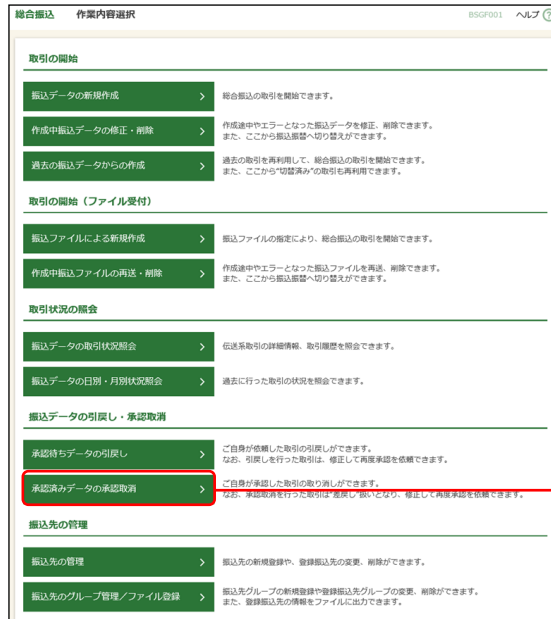 総合振込 作業内容選択 BSGF001 ヘルプ ?
取引の開始
振込データの新規作成 総合振込の取引を開始できます。
作成中振込データの修正・削除 作成途中やエラーとなった振込データを修正、削除できます。
また、ここから振込振替へ切り替えができます。
過去の振込データからの作成 過去の取引を再利用して、総合振込の取引を開始できます。
また、ここから"切替済み"の取引も再利用できます。
取引の開始（ファイル受付）
振込ファイルによる新規作成 振込ファイルの指定により、総合振込の取引を開始できます。
作成中振込ファイルの再送・削除 作成途中やエラーとなった振込ファイルを再送、削除できます。
また、ここから振込振替へ切り替えができます。
取引状況の照会
振込データの取引状況照会 伝送系取引の詳細情報、取引履歴を照会できます。
振込データの日別・月別状況照会 過去に行った取引の状況を照会できます。
振込データの引戻し・承認取消
承認待ちデータの引戻し ご自身が依頼した取引の引戻しができます。
なお、引戻しを行った取引は、修正して再度承認を依頼できます。
承認済みデータの承認取消 ご自身が承認した取引の取り消しができます。
なお、承認取消を行った取引は"差戻し"扱いとなり、修正して再度承認を依頼できます。
振込先の管理
振込先の管理 振込先の新規登録や、登録振込先の変更、削除ができます。
振込先のグループ管理／ファイル登録 振込先グループの新規登録や登録振込先グループの変更、削除ができます。
また、登録振込先の情報をファイルに出力できます。